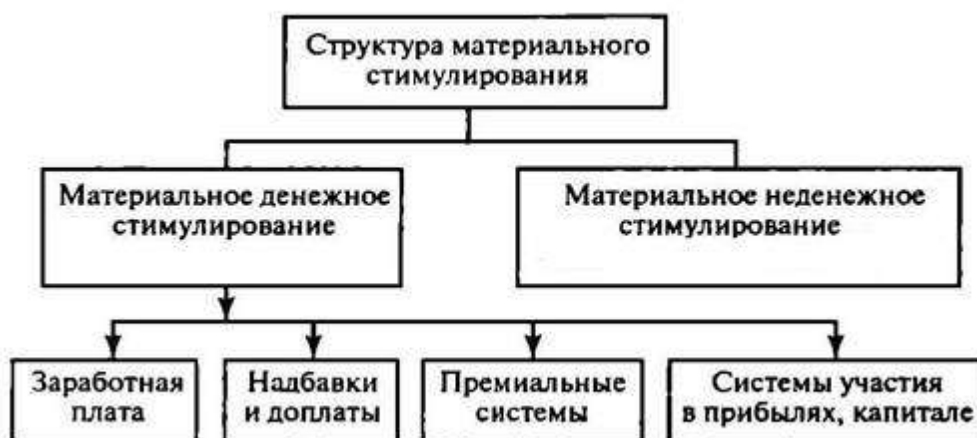 Структура материального
стимулирования
Материальное денежное
стимулирование
Материальное неденежное
стимулирование
Заработная
плата
Надбавки
и доплаты
Премиальные
системы
Системы участия
в прибылях, капитале